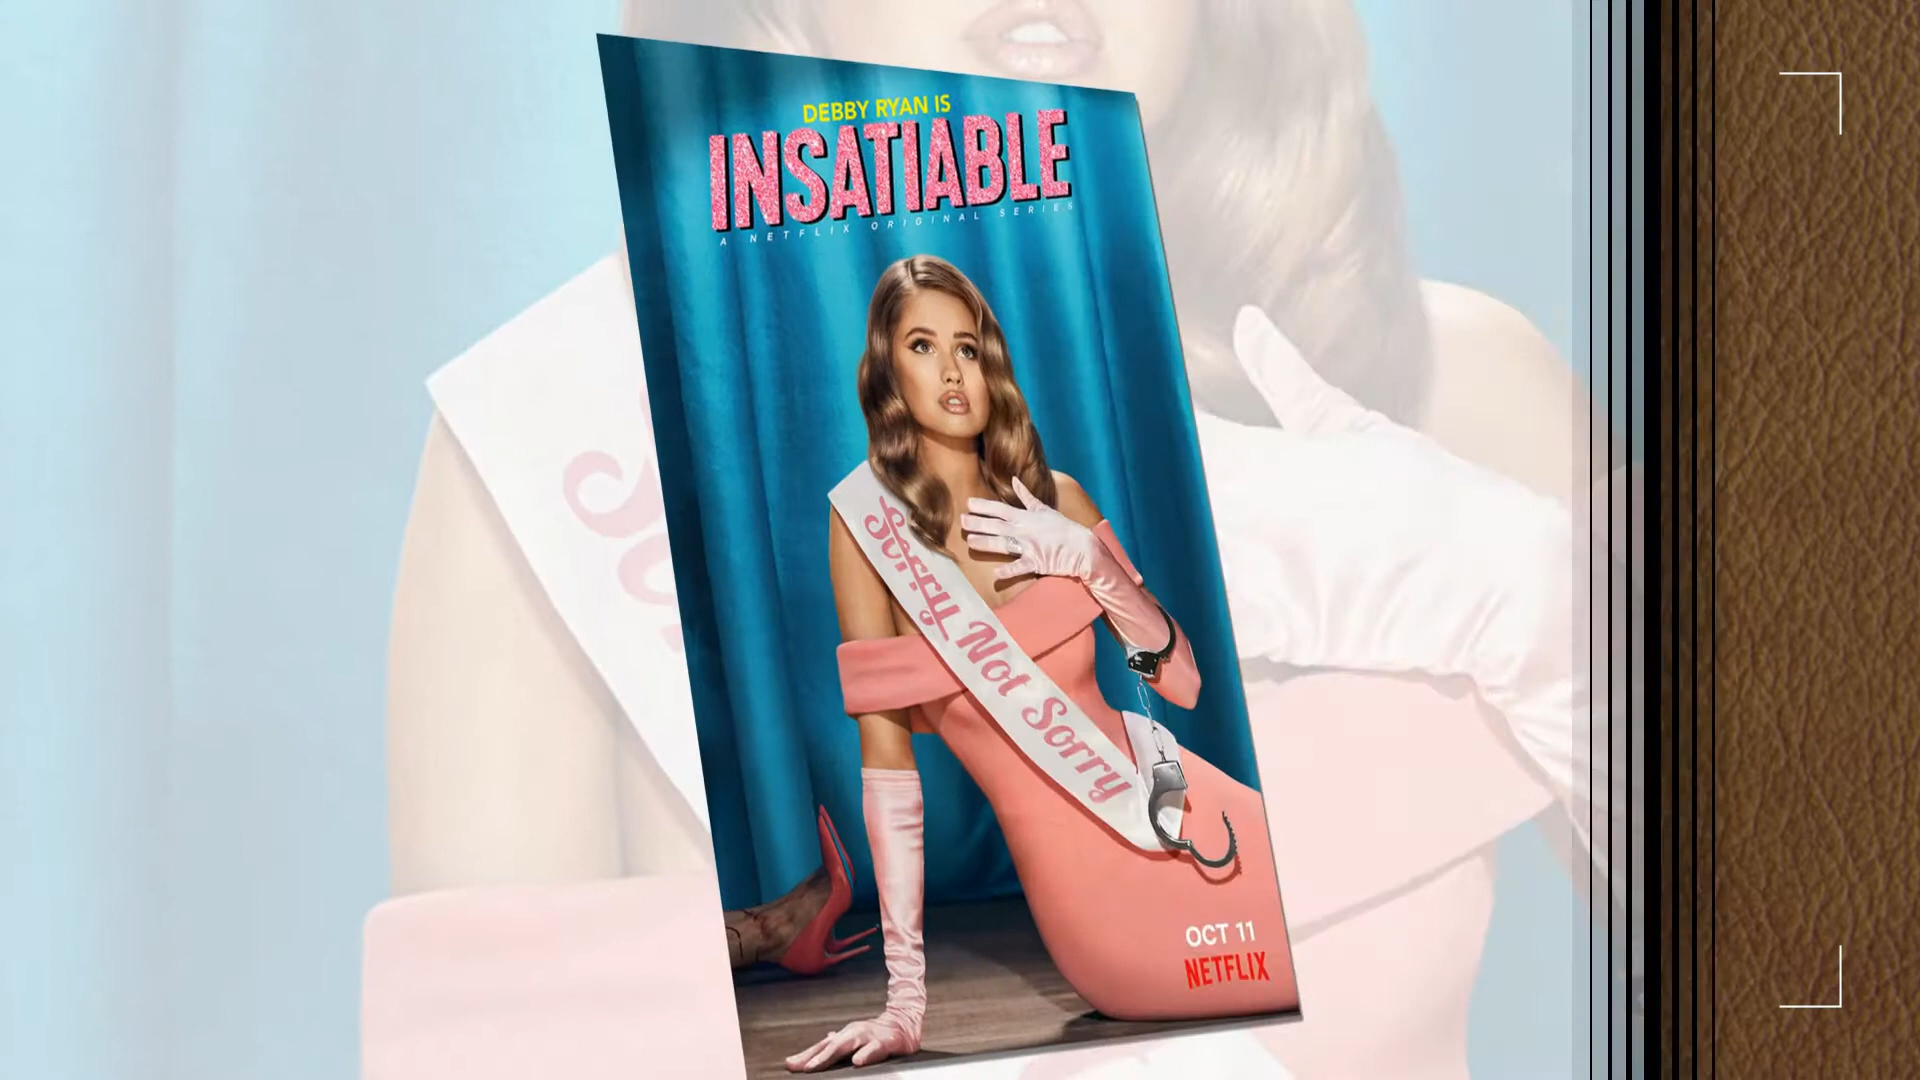 DEBBY RYAN IS
INSATIABLE
A NETFLIX ORIGINAL SERIES
Sorry Not Sorry
OCT 11
NETFLIX